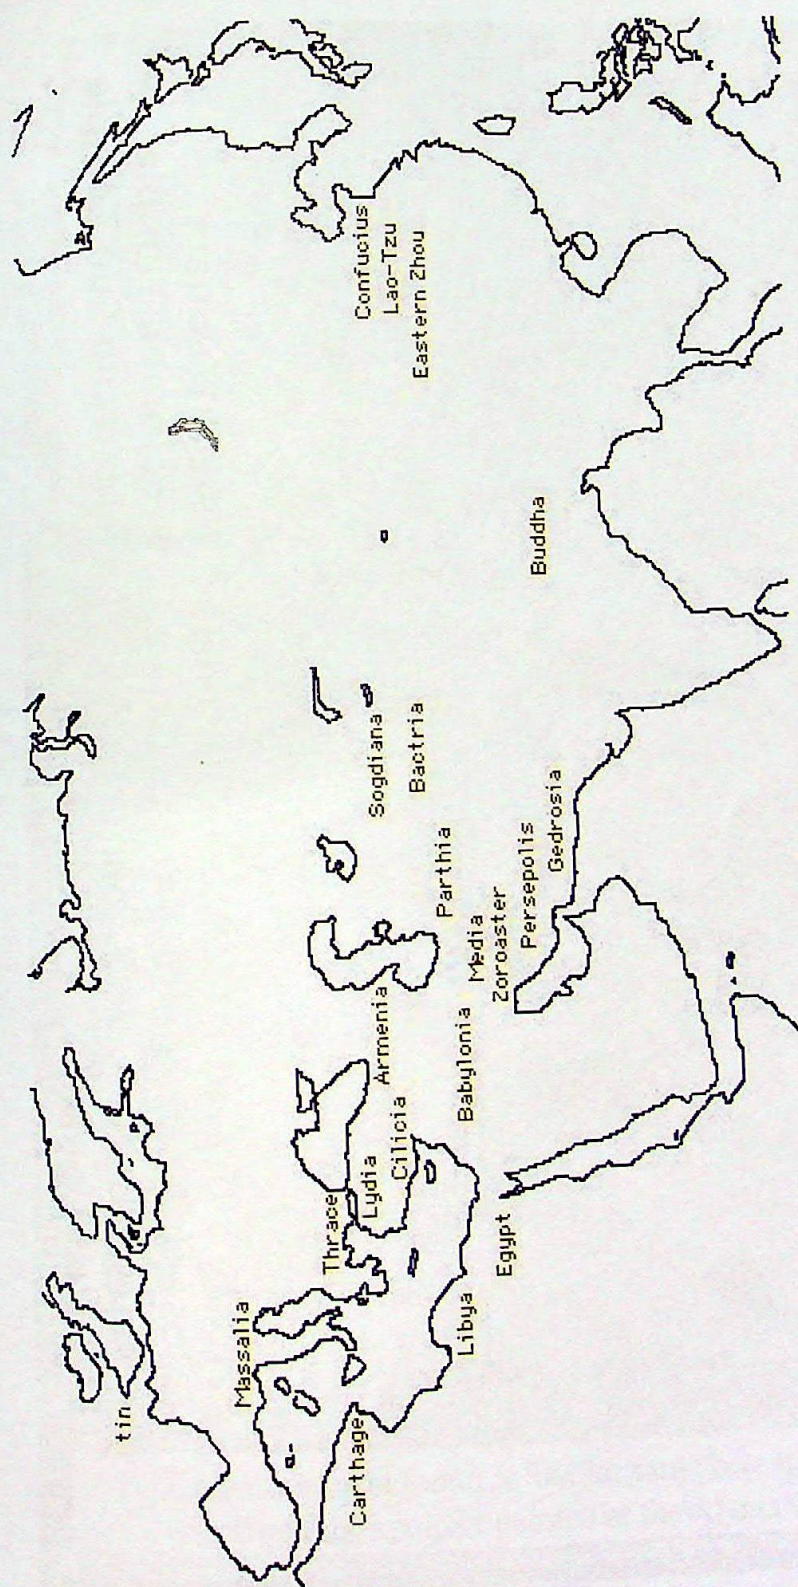 tin
Massalia
Carthage
Thrace
Lydia
Cilicia
Armenia
Libya
Egypt
Babylonia
Media
Zoroaster
Persepolis
Parthia
Gedrosia
Sogdiana
Bactria
Buddha
Confucius
Lao-Tzu
Eastern Zhou